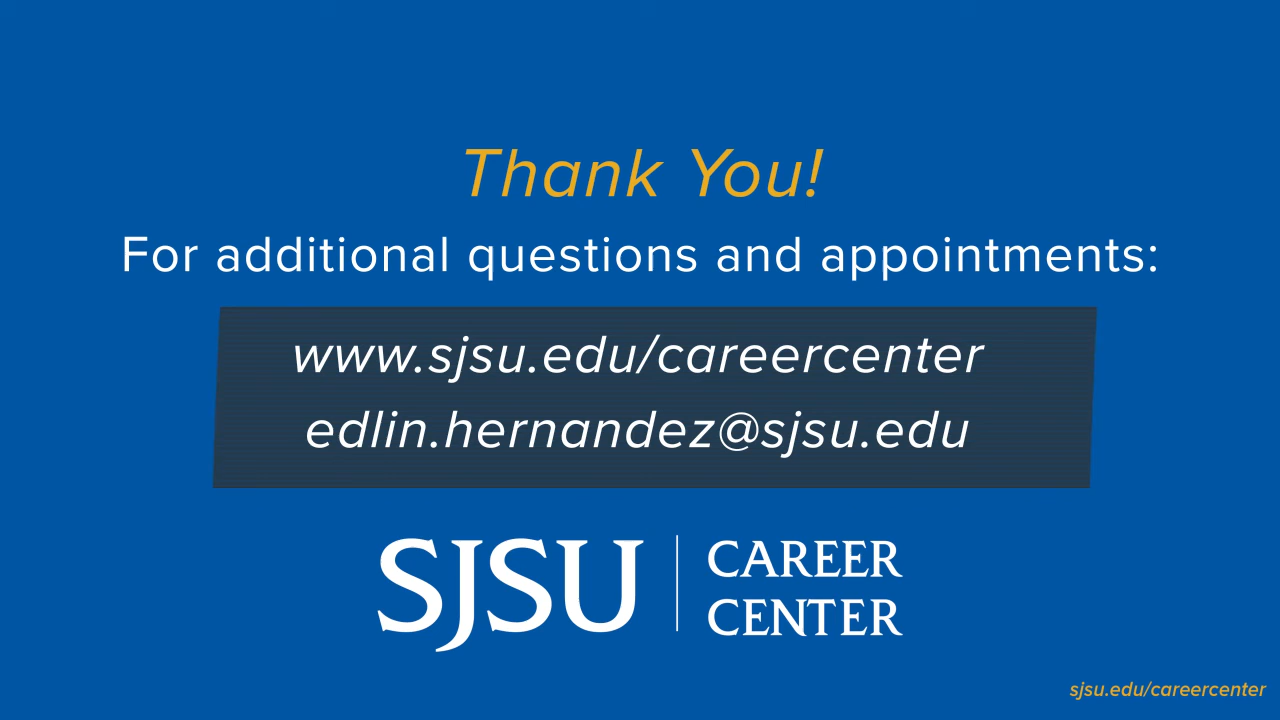 Thank You!
For additional questions and appointments:
www.sjsu.edu/careercenter
edlin.hernandez@sjsu.edu
SJSU
CAREER
CENTER
sjsu.edu/careercenter